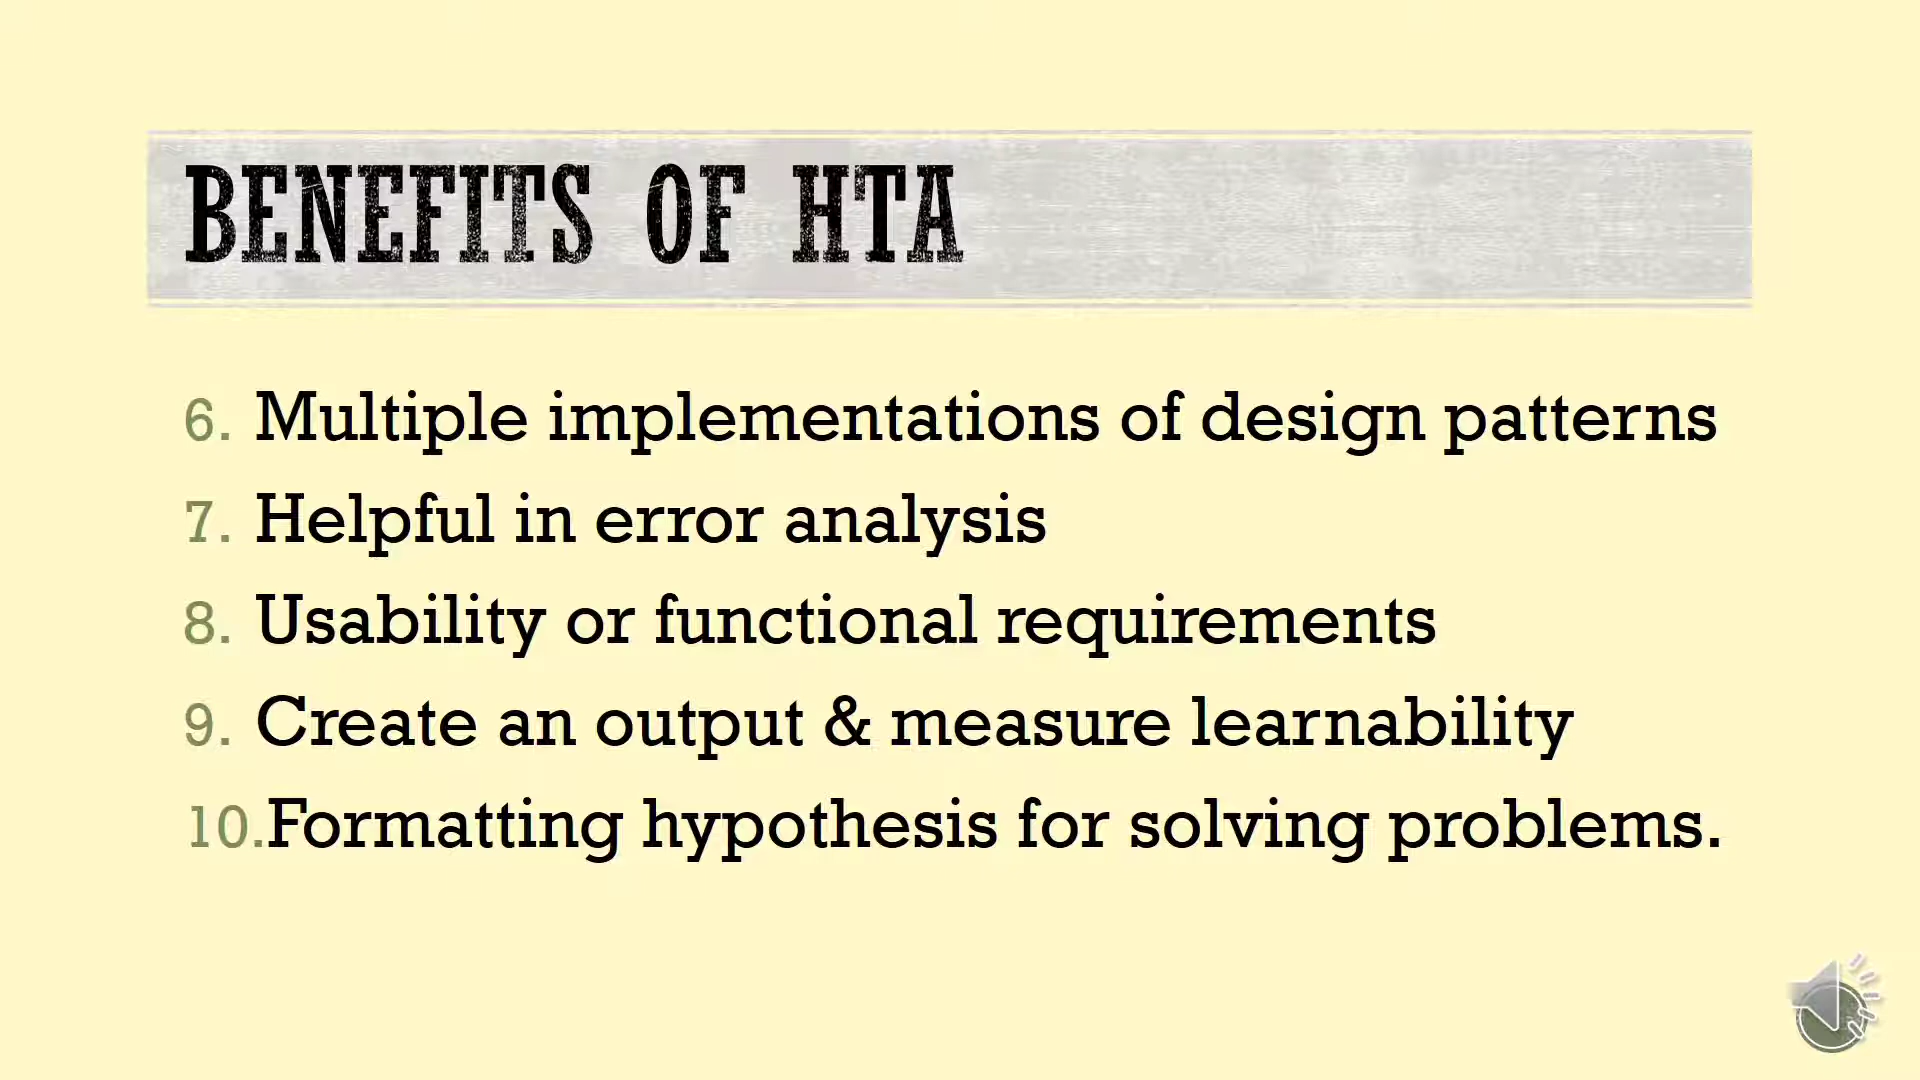 BENEFITS OF HTA
6. Multiple implementations of design patterns
7. Helpful in error analysis
8. Usability or functional requirements
9. Create an output & measure learnability
10. Formatting hypothesis for solving problems.